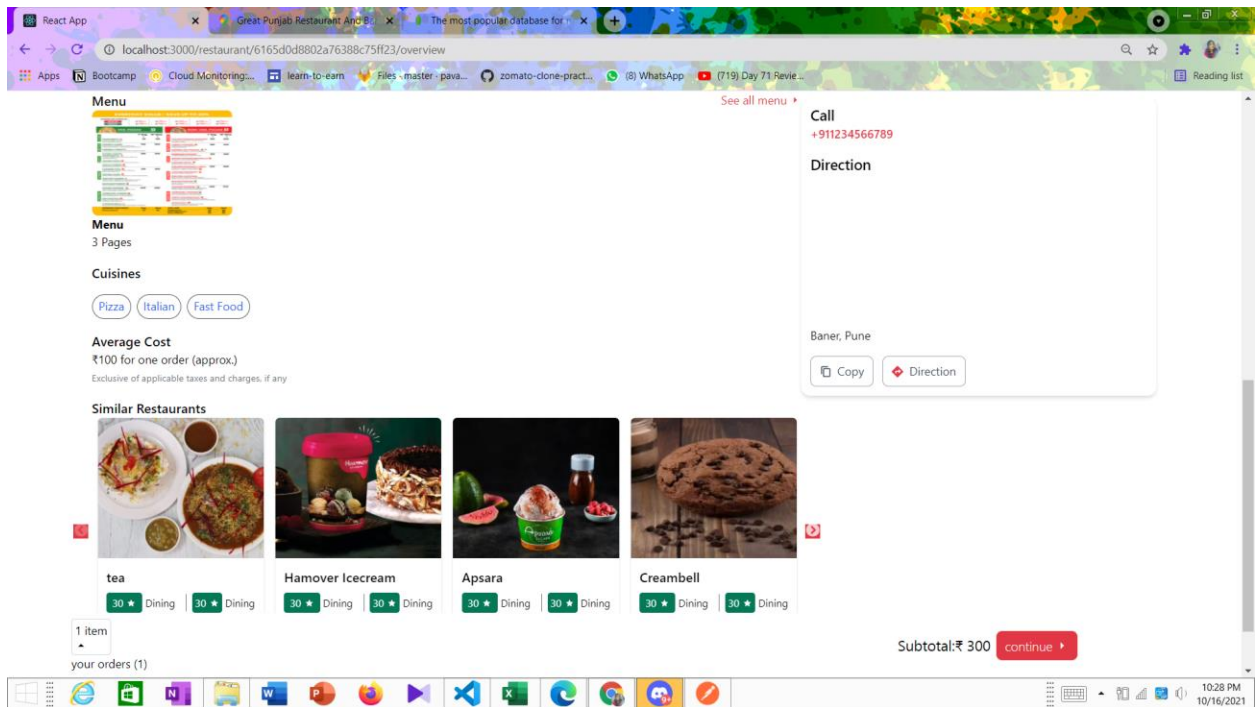 React App
Great Punjab Restaurant And B
The most popular database for
localhost:3000/restaurant/6165d0d8802a76388c75ff23/overview
Apps Bootcamp Cloud Monitoring:... learn-to-earn Files · master · pava... zomato-clone-pract... (8) WhatsApp (719) Day 71 Revie... Reading list
Menu
See all menu
Menu
3 Pages
Cuisines
Pizza Italian Fast Food
Average Cost
₹100 for one order (approx.)
Exclusive of applicable taxes and charges, if any
Call
+911234566789
Direction
Baner, Pune
Copy Direction
Similar Restaurants
Apsara
tea Hamover Icecream Apsara Creambell
30 ★ Dining 30 ★ Dining 30 ★ Dining 30 ★ Dining 30 ★ Dining 30 ★ Dining 30 ★ Dining 30 ★ Dining
1 item
your orders (1)
Subtotal:₹ 300 continue
10:28 PM
10/16/2021